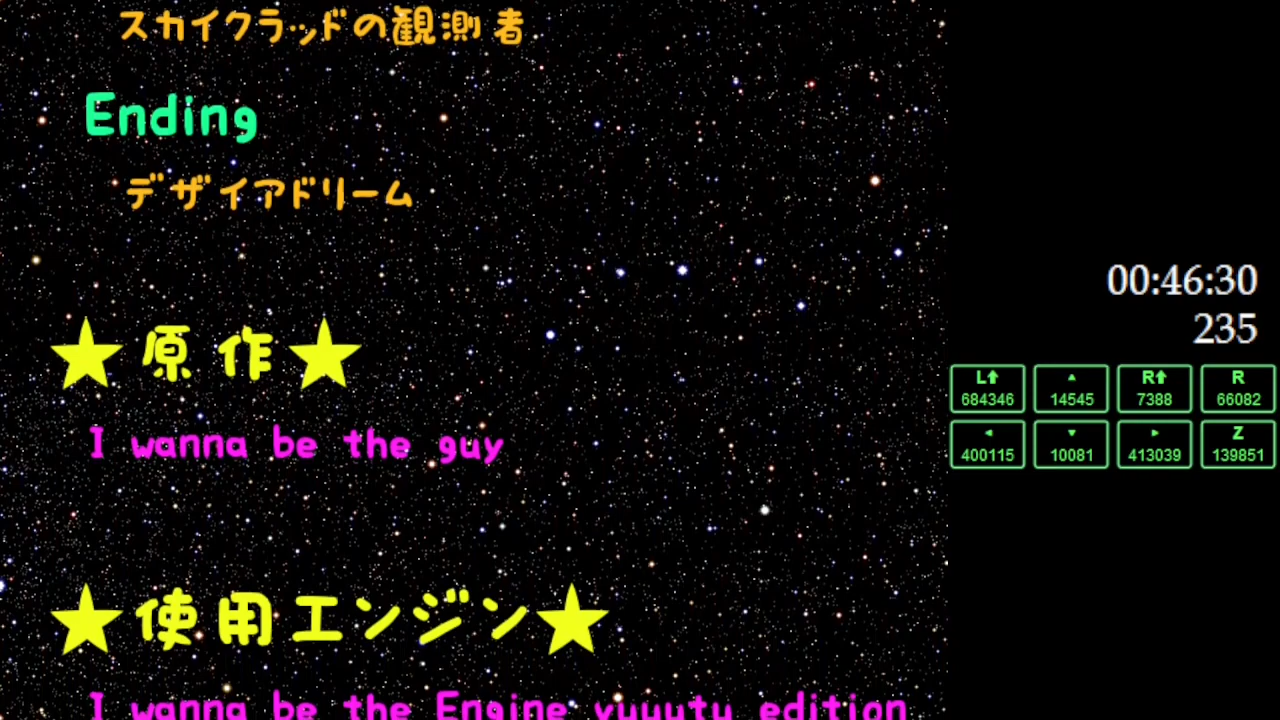 スカイクラッドの観測者
Ending
デザイアドリーム
★原作★
I wanna be the guy
★使用エンジン★
I wanna be the Engine yuuutu edition
00:46:30
235
L⬆ ▲ R⬆ R
684346 14545 7388 66082
◄ ▼ ► Z
400115 10081 413039 139851